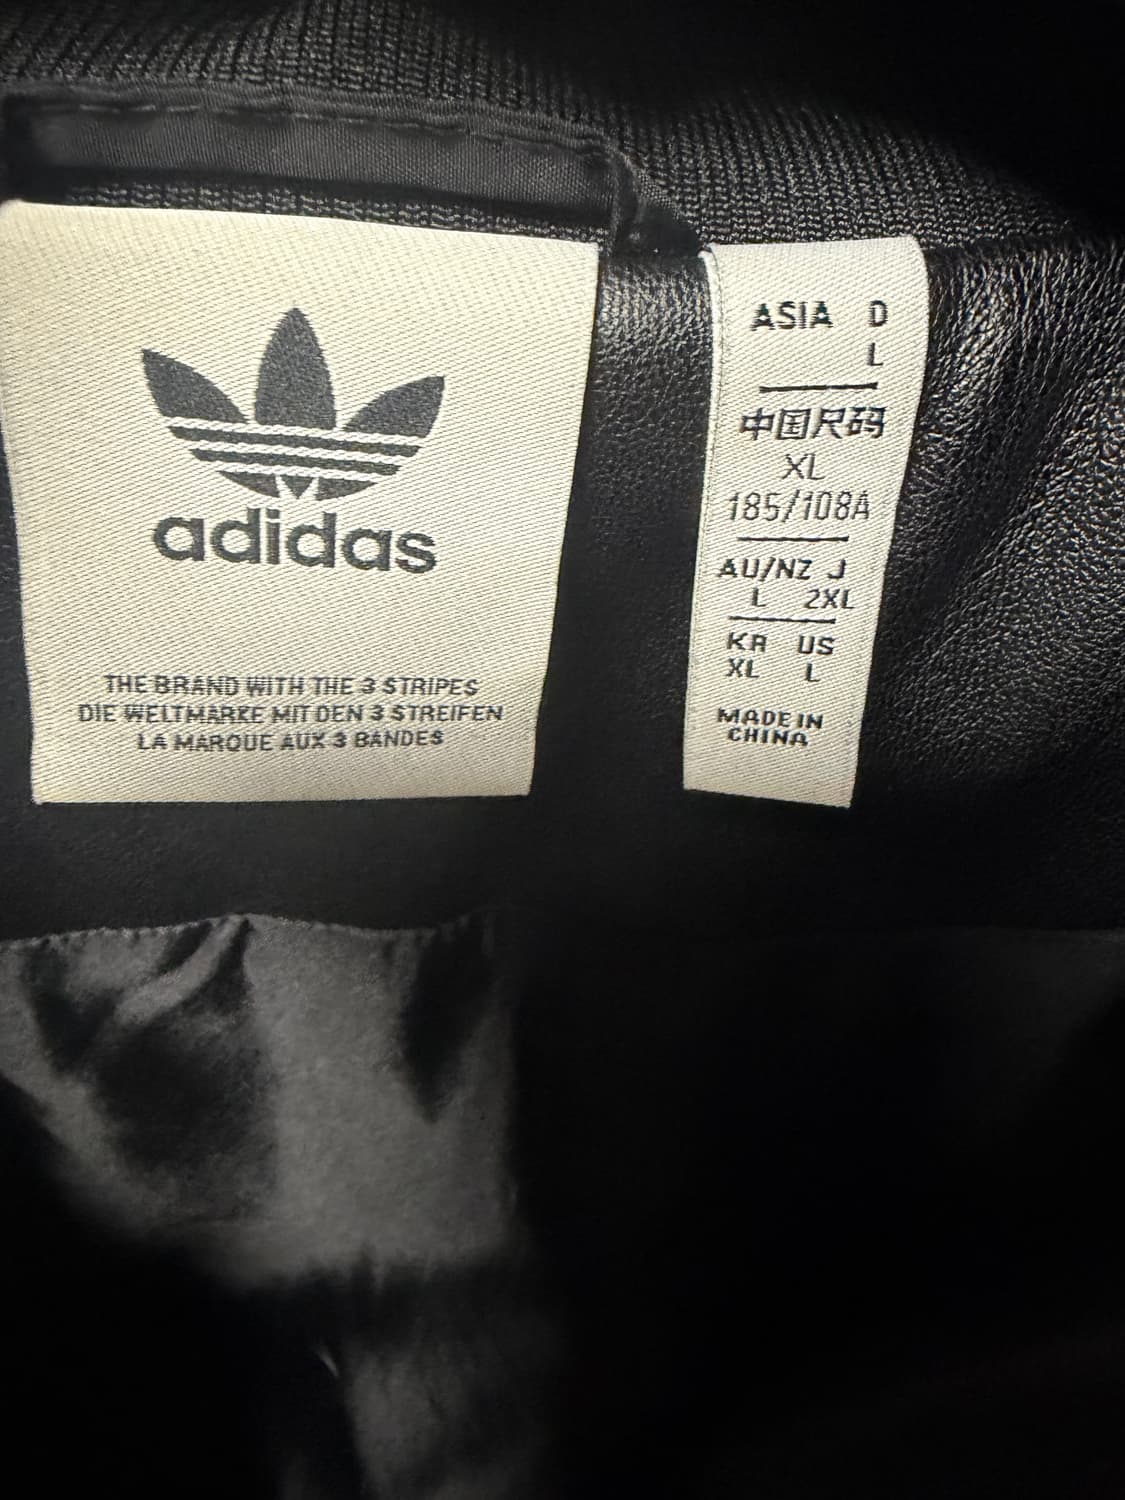 adidas
THE BRAND WITH THE 3 STRIPES
DIE WELTMARKE MIT DEN 3 STREIFEN
LA MARQUE AUX 3 BANDES
ASIA D
L
中国尺码
XL
185/108A
AU/NZ J
L 2XL
KR US
XL L
MADE IN
CHINA